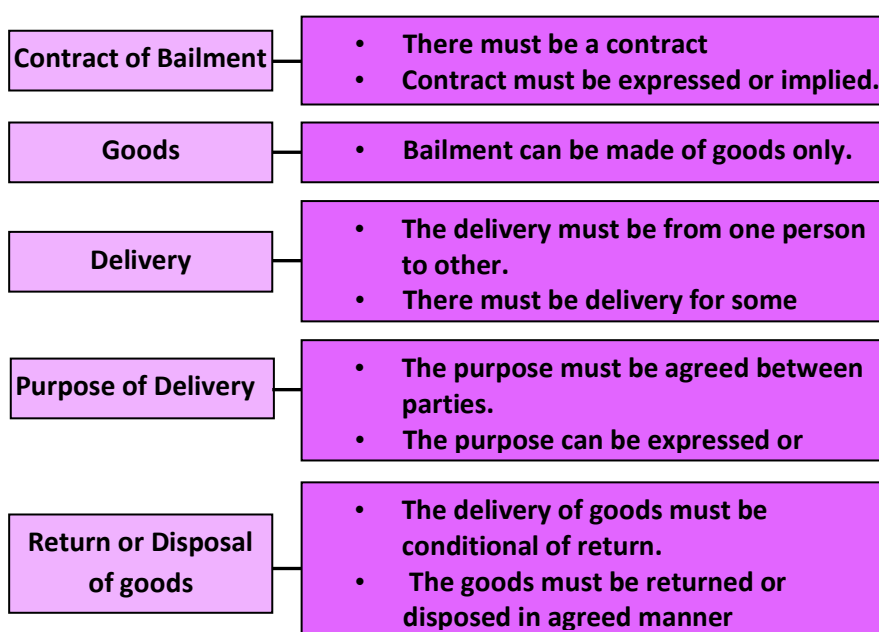 Contract of Bailment
• There must be a contract
• Contract must be expressed or implied.
Goods
• Bailment can be made of goods only.
Delivery
• The delivery must be from one person
to other.
• There must be delivery for some
Purpose of Delivery
• The purpose must be agreed between
parties.
• The purpose can be expressed or
Return or Disposal
of goods
• The delivery of goods must be
conditional of return.
• The goods must be returned or
disposed in agreed manner